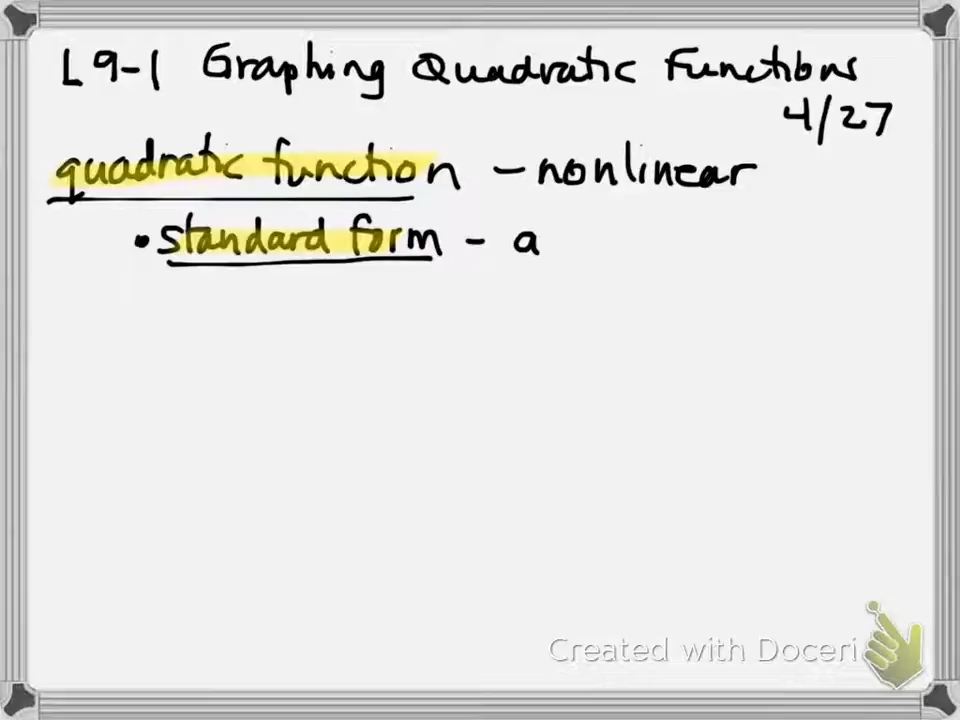 L9-1 Graphing Quadratic Functions
4/27
quadratic function - nonlinear
• standard form - a
Created with Doceri